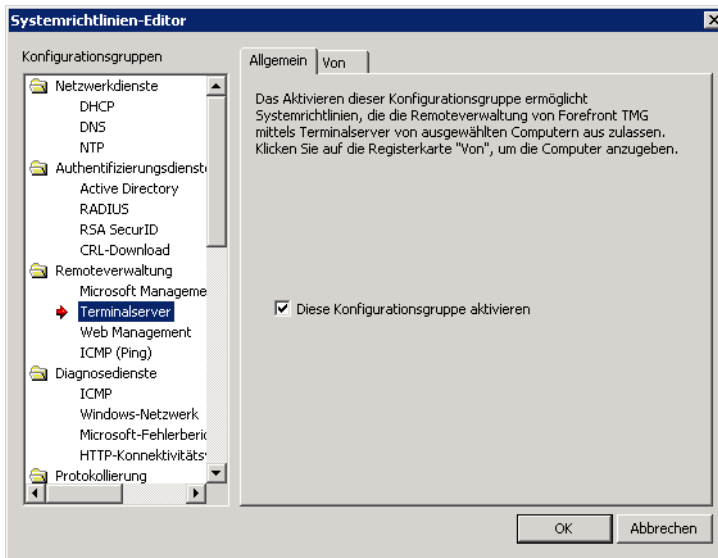 Systemrichtlinien-Editor
Konfigurationsgruppen
Netzwerkdienste
DHCP
DNS
NTP
Authentifizierungsdienste
Active Directory
RADIUS
RSA SecurID
CRL-Download
Remoteverwaltung
Microsoft Manageme
Terminalserver
Web Management
ICMP (Ping)
Diagnosedienste
ICMP
Windows-Netzwerk
Microsoft-Fehlerberic
HTTP-Konnektivitäts
Protokollierung
Allgemein
Von
Das Aktivieren dieser Konfigurationsgruppe ermöglicht
Systemrichtlinien, die die Remoteverwaltung von Forefront TMG
mittels Terminalserver von ausgewählten Computern aus zulassen.
Klicken Sie auf die Registerkarte "Von", um die Computer anzugeben.
Diese Konfigurationsgruppe aktivieren
OK
Abbrechen